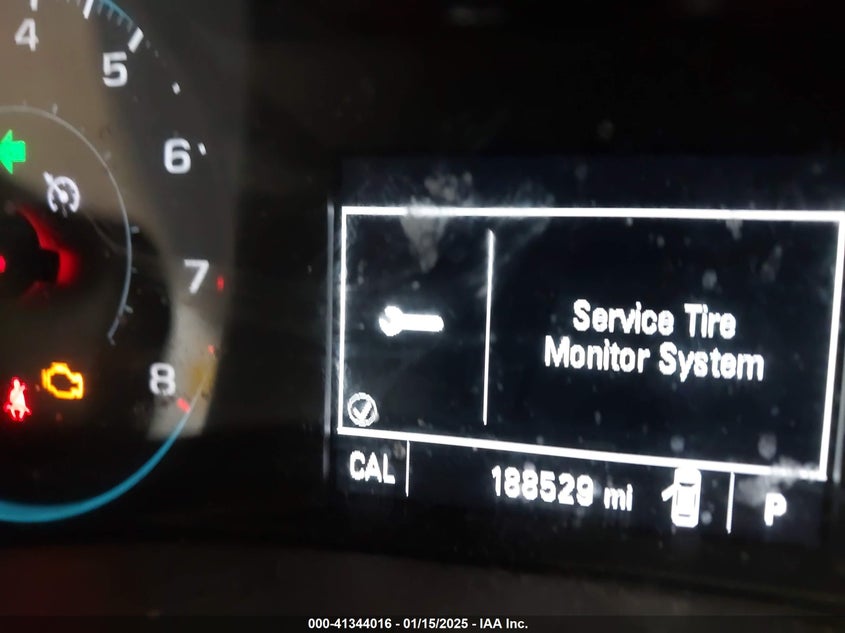 4
5
6
7
8
Service Tire
Monitor System
CAL 188529 mi P
000-41344016 - 01/15/2025 - IAA Inc.